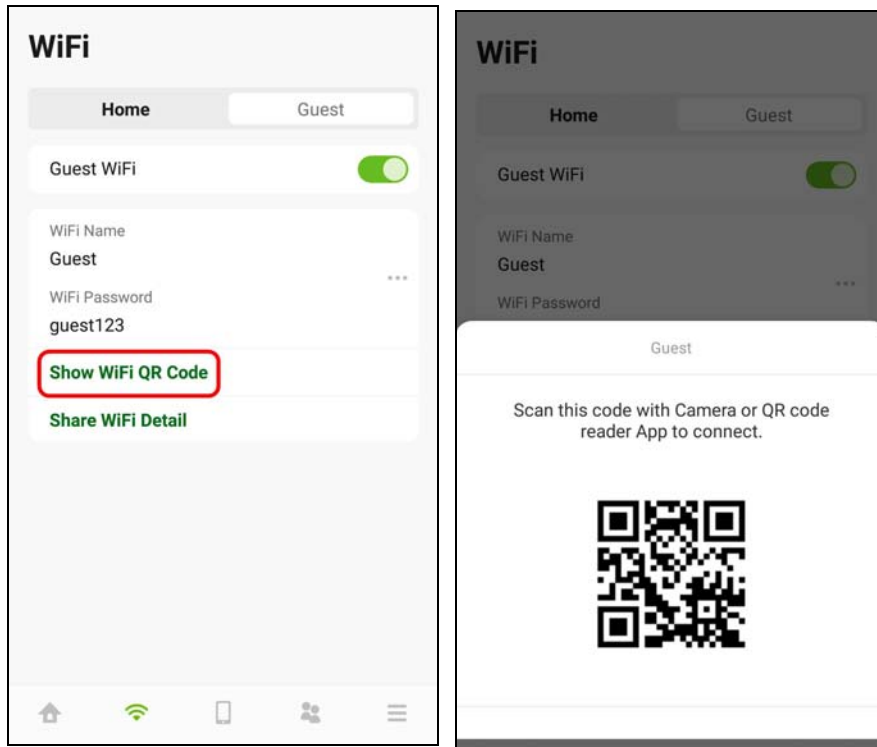 WiFi
Home Guest
Guest WiFi
WiFi Name
Guest
WiFi Password
guest123
Show WiFi QR Code
Share WiFi Detail
WiFi
Home Guest
Guest WiFi
WiFi Name
Guest
WiFi Password
Guest
Scan this code with Camera or QR code
reader App to connect.